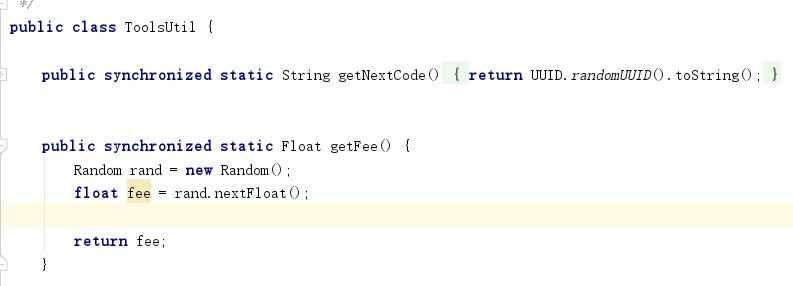 */
public class ToolsUtil {
public synchronized static String getNextCode() { return UUID.randomUUID().toString(); }
public synchronized static Float getFee() {
Random rand = new Random();
float fee = rand.nextFloat();
return fee;
}